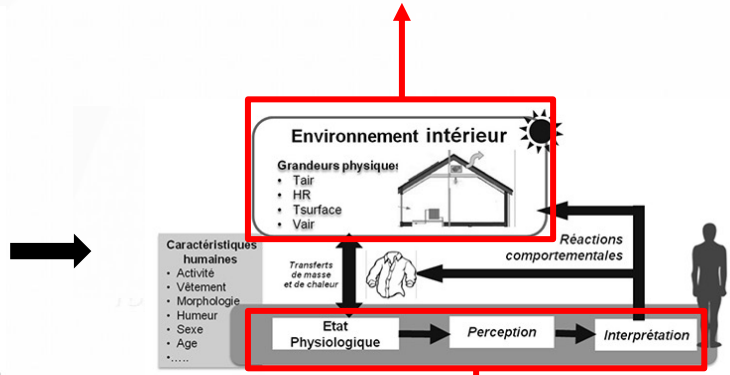 Environnement intérieur
Grandeurs physiques
• Tair
• HR
• Tsurface
• Vair
Réactions
comportementales
Caractéristiques
humaines
• Activité
• Vêtement
• Morphologie
• Humeur
• Sexe
• Age
•.....
Transferts
de masse
et de chaleur
Etat
Physiologique
Perception
Interprétation